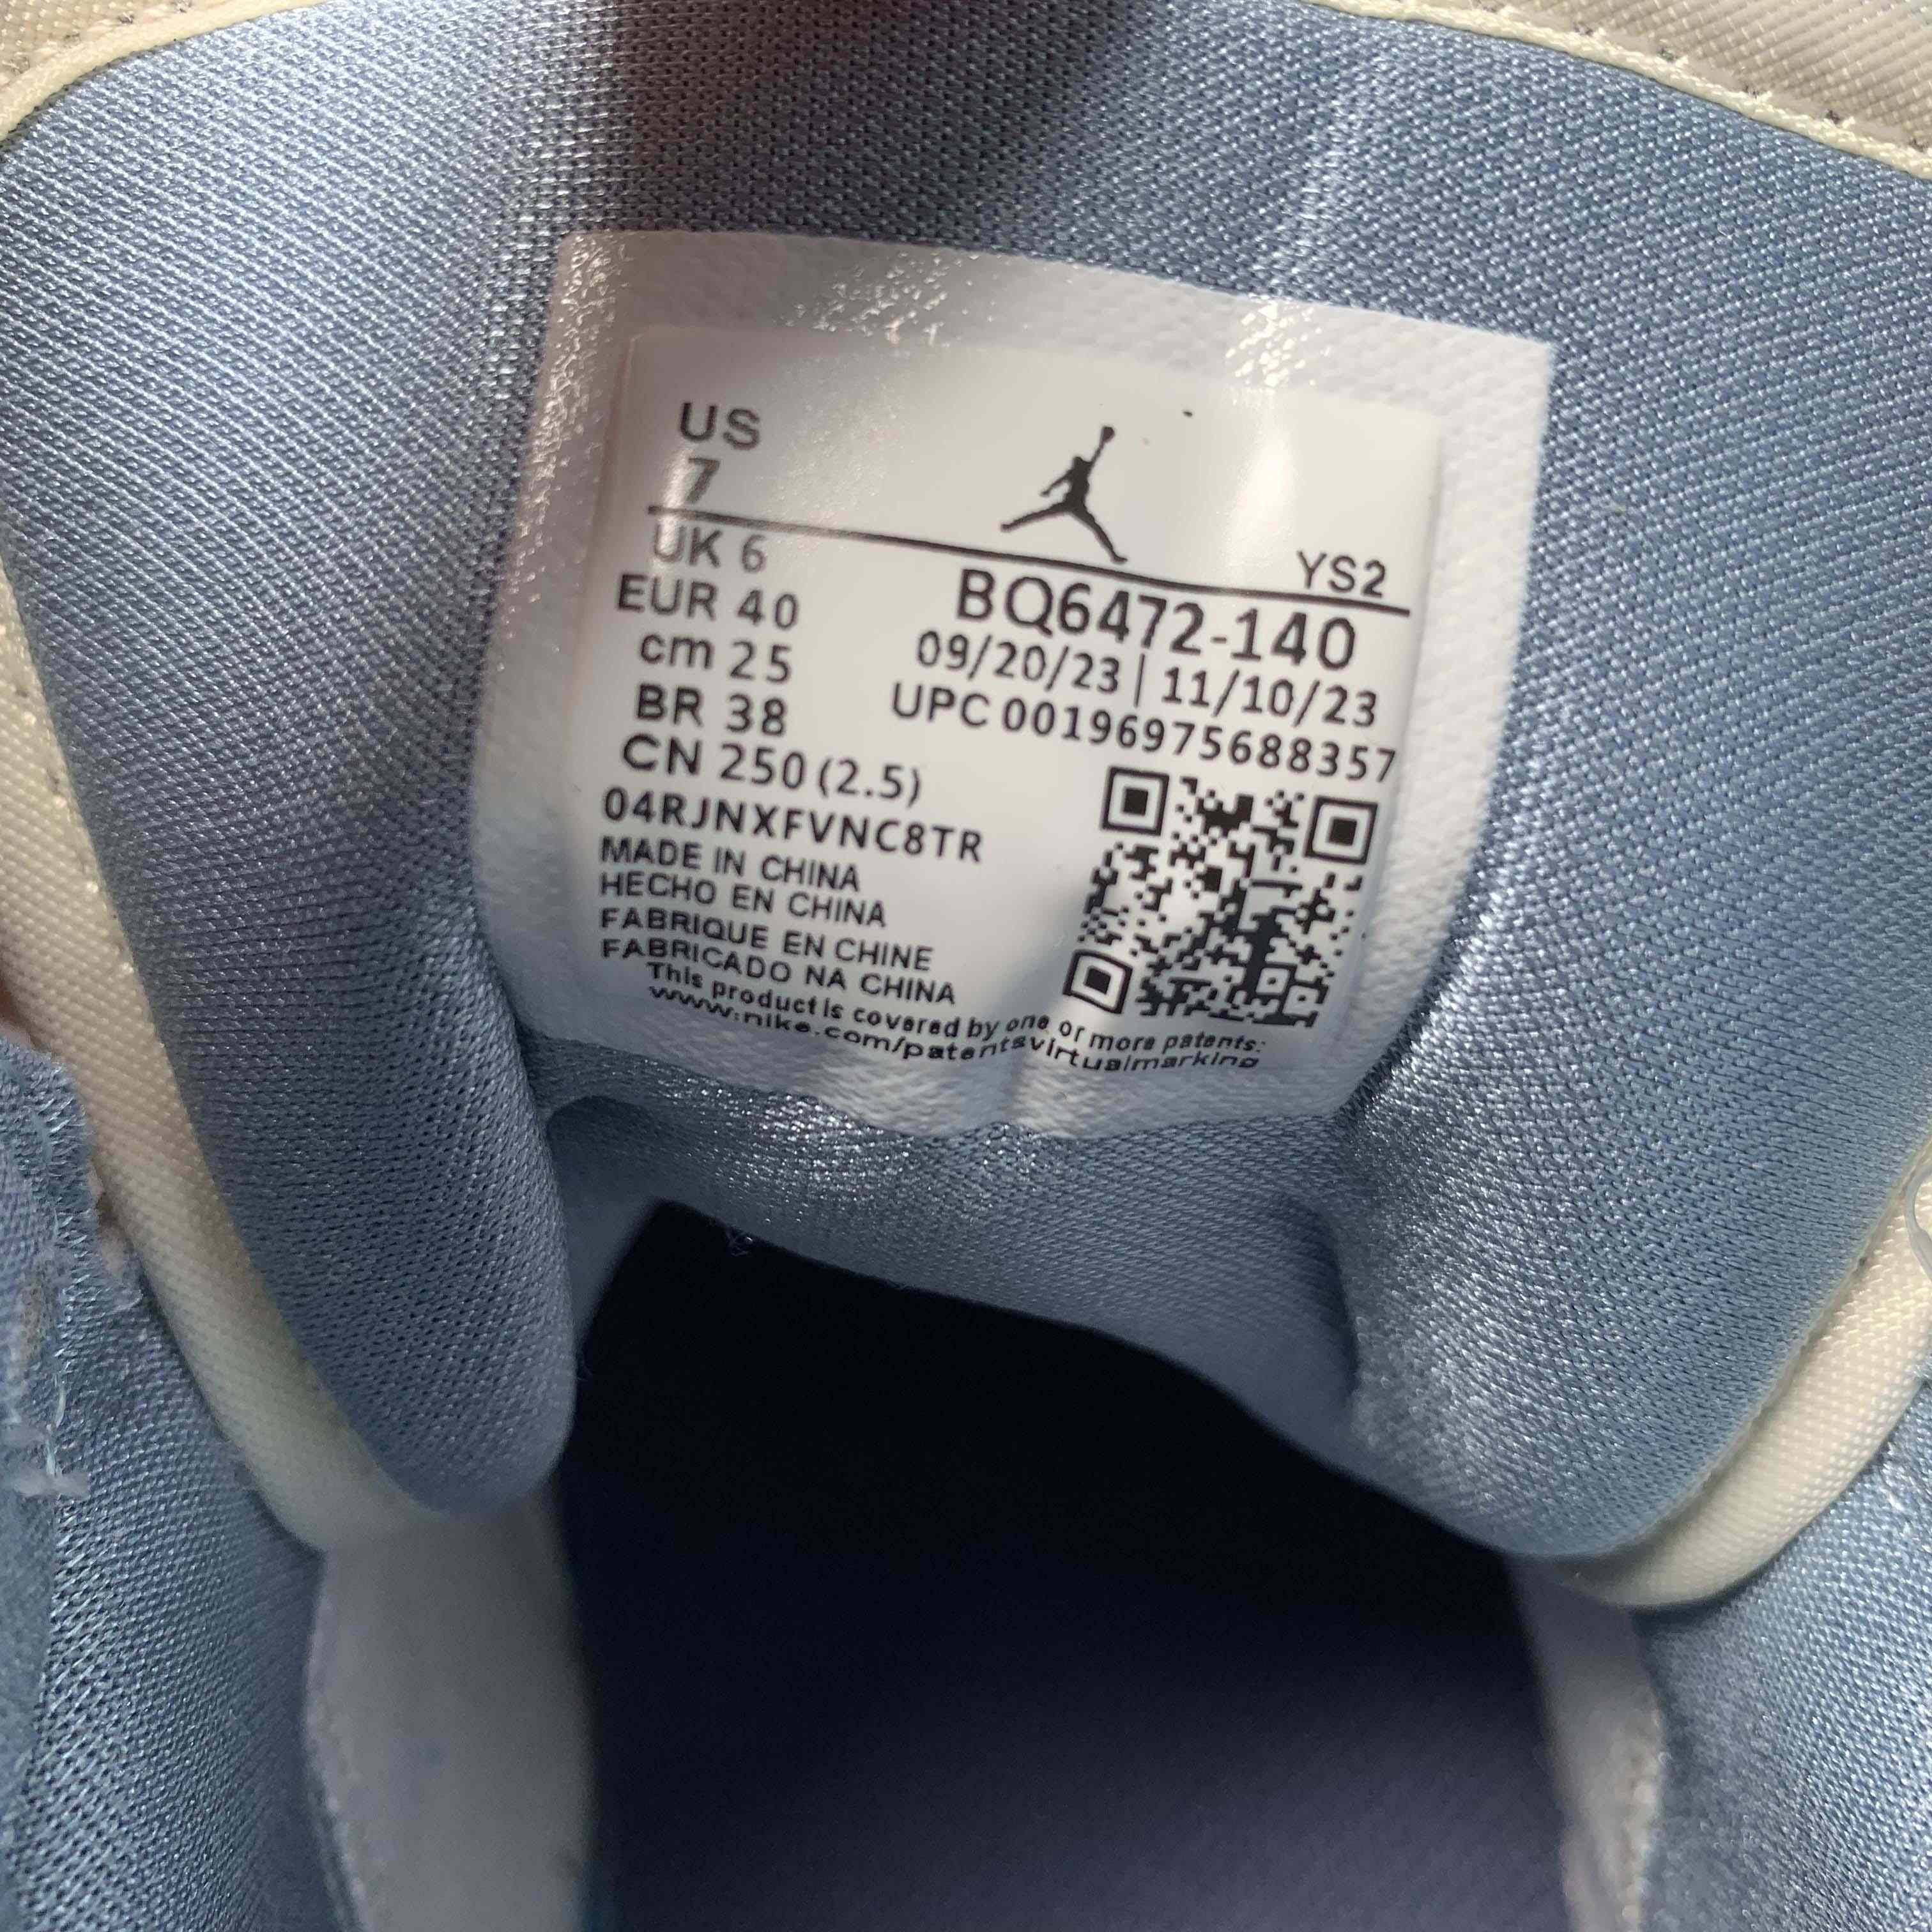 US
7
YS2
UK 6
EUR 40
cm 25
BR 38
CN 250 (2.5)
BQ6472-140
09/20/23 | 11/10/23
UPC 00196975688357
04RJNXFVNC8TR
MADE IN CHINA
HECHO EN CHINA
FABRIQUE EN CHINE
FABRICADO NA CHINA
This product is covered by one or more patents:
www.nike.com/patentsvirtualmarking